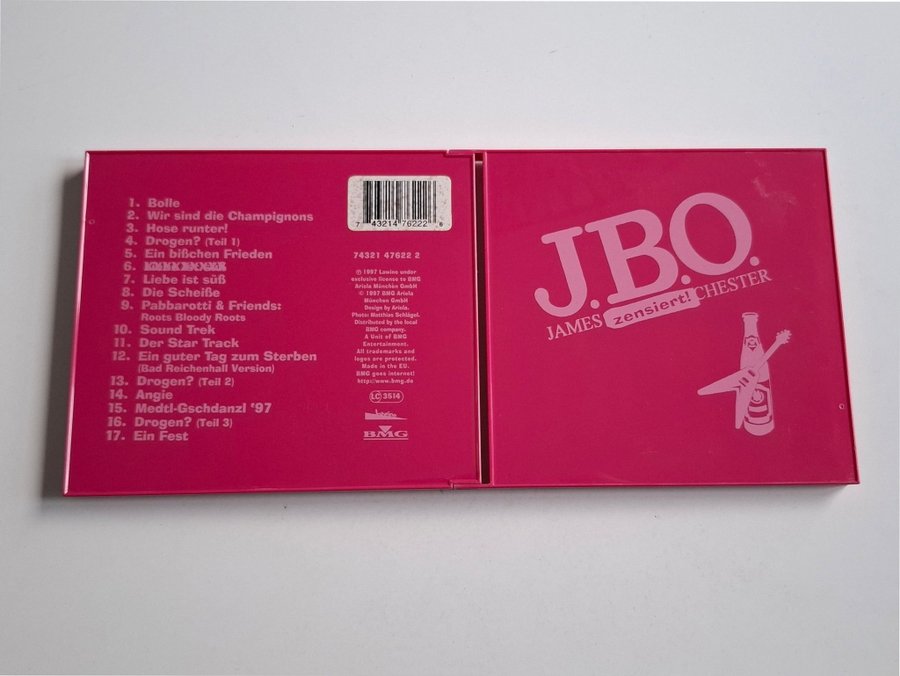 1. Bolle
2. Wir sind die Champignons
3. Hose runter!
4. Drogen? (Teil 1)
5. Ein bißchen Frieden
6.
7. Liebe ist süß
8. Die Scheiße
9. Pabbarotti & Friends:
Roots Bloody Roots
10. Sound Trek
11. Der Star Track
12. Ein guter Tag zum Sterben
(Bad Reichenhall Version)
13. Drogen? (Teil 2)
14. Angie
15. Medtl-Gschdanzl '97
16. Drogen? (Teil 3)
17. Ein Fest
7 43214 76222 6
74321 47622 2
℗ 1997 Lawine under
exclusive license to BMG
Ariola München GmbH
© 1997 BMG Ariola
München GmbH
Design by Ariola.
Photo: Matthias Schlägel.
Distributed by the local
BMG company.
A Unit of BMG
Entertainment.
All trademarks and
logos are protected.
Made in the EU.
BMG goes internet!
http://www.bmg.de
LC 3514
BMG
J.B.O.
JAMES zensiert! CHESTER